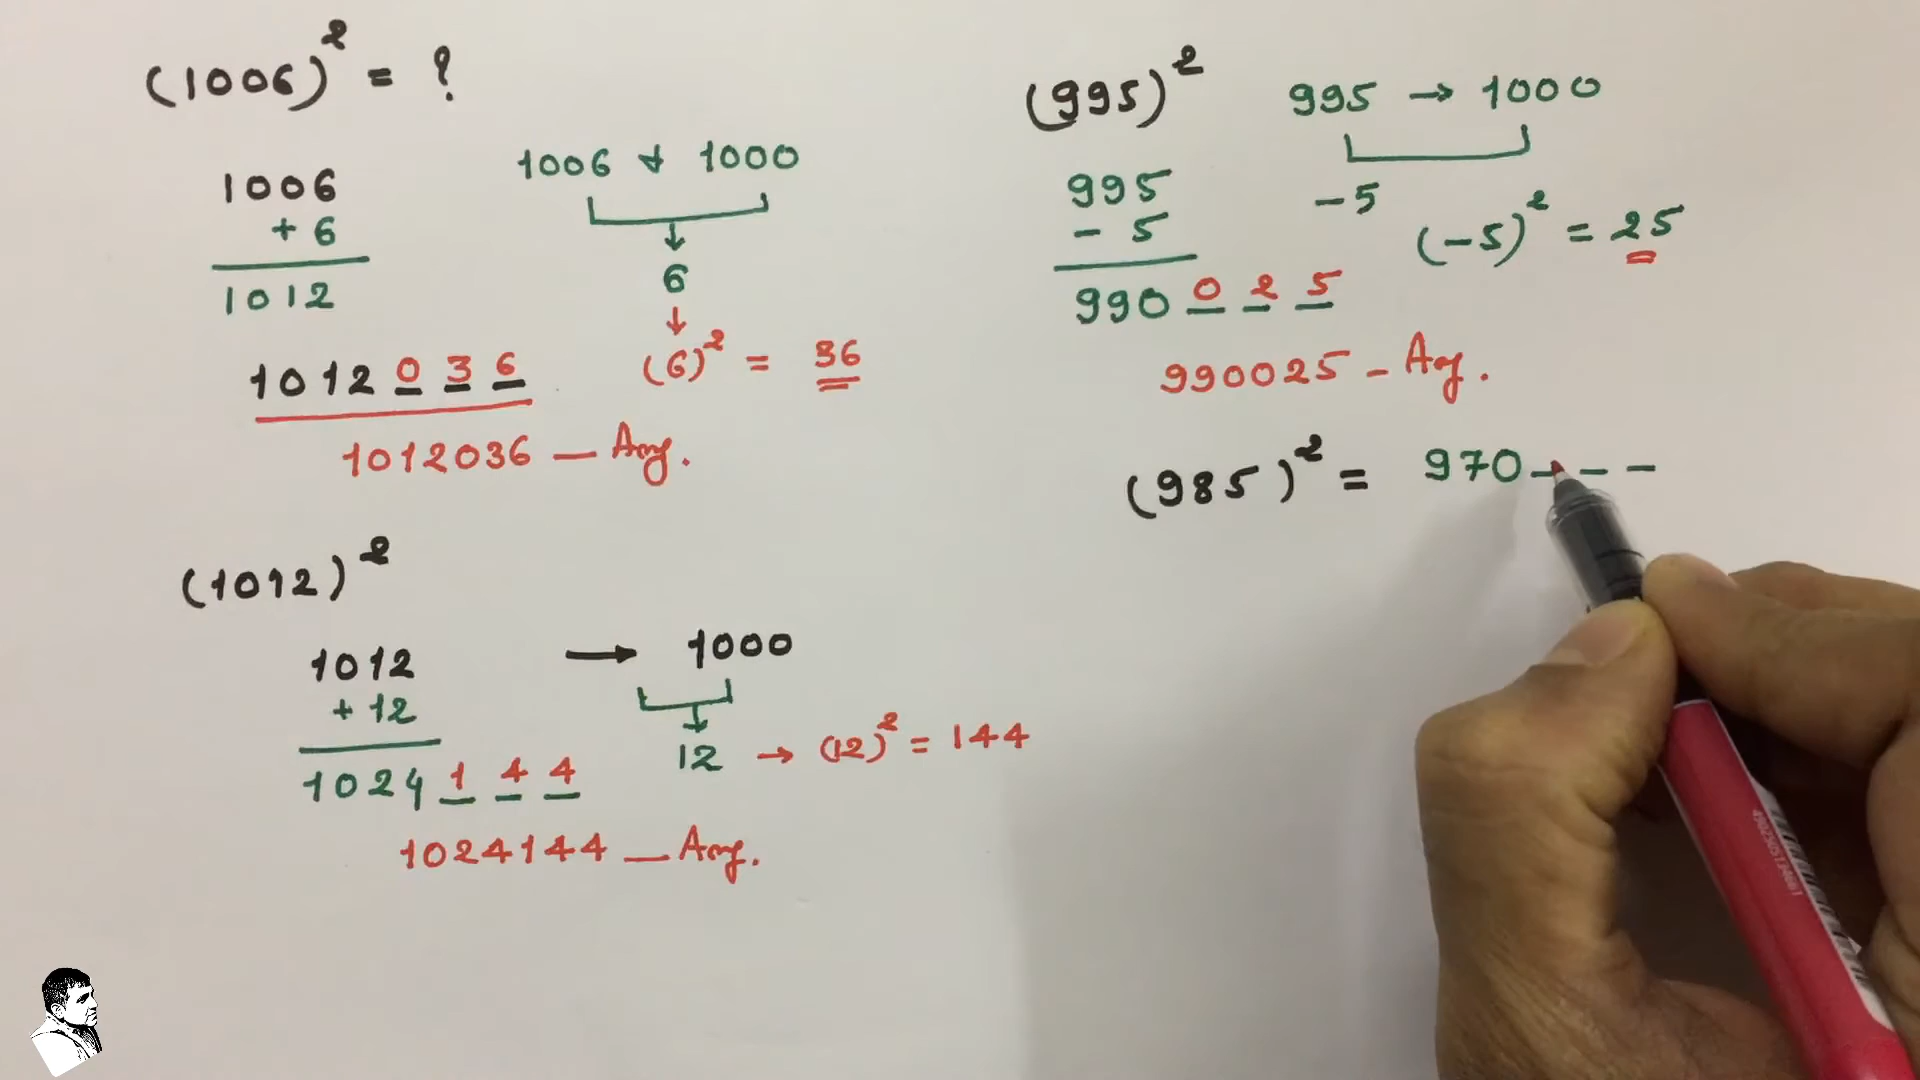 (1006)² = ?
1006
+ 6
1012
1006 & 1000
6
(6)² = 36
1012 0 3 6
1012036 — Ans.
(1012)²
1012
+ 12
1024 1 4 4
→ 1000
12 → (12)² = 144
1024144 — Ans.
(995)²
995 → 1000
995
- 5
990 0 2 5
-5
(-5)² = 25
990025 - Ans.
(985)² = 970 _ _ _